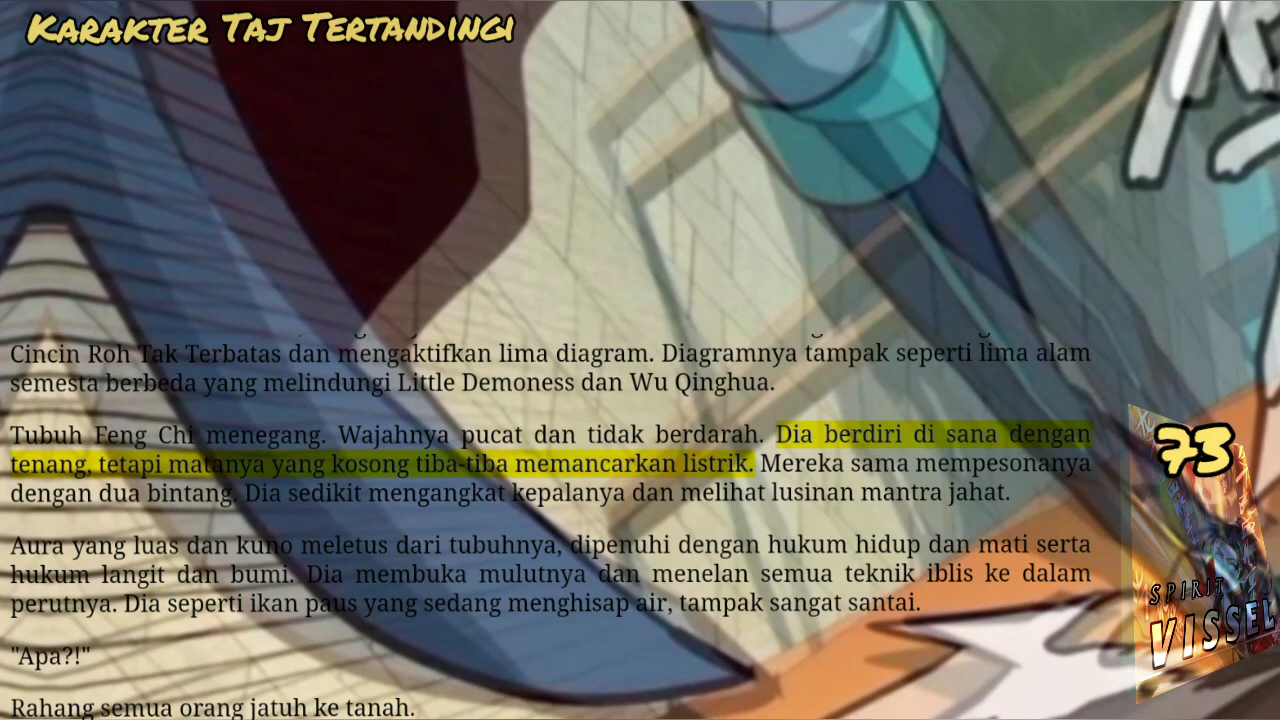 Karakter Taj Tertandingi
Cincin Roh Tak Terbatas dan mengaktifkan lima diagram. Diagramnya tampak seperti lima alam
semesta berbeda yang melindungi Little Demoness dan Wu Qinghua.
Tubuh Feng Chi menegang. Wajahnya pucat dan tidak berdarah. Dia berdiri di sana dengan
tenang, tetapi matanya yang kosong tiba-tiba memancarkan listrik. Mereka sama mempesonanya
dengan dua bintang. Dia sedikit mengangkat kepalanya dan melihat lusinan mantra jahat.
Aura yang luas dan kuno meletus dari tubuhnya, dipenuhi dengan hukum hidup dan mati serta
hukum langit dan bumi. Dia membuka mulutnya dan menelan semua teknik iblis ke dalam
perutnya. Dia seperti ikan paus yang sedang menghisap air, tampak sangat santai.
"Apa?!"
Rahang semua orang jatuh ke tanah.
73
SPIRIT
VISSEL